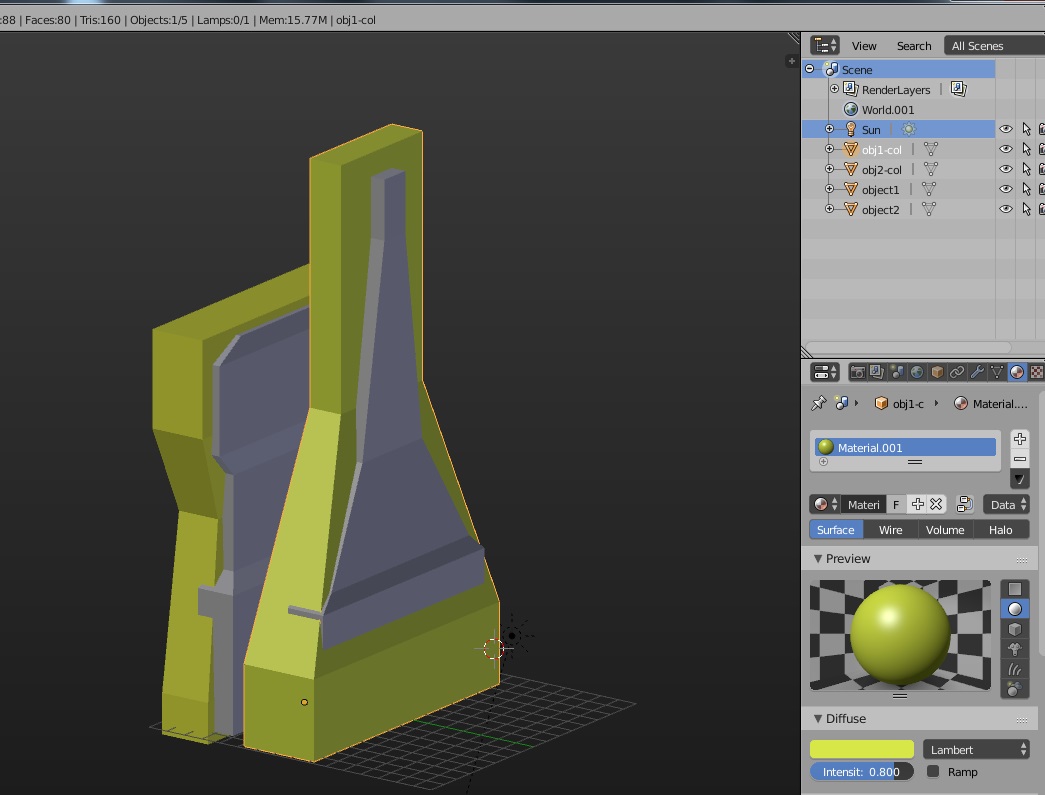 :88 | Faces:80 | Tris:160 | Objects:1/5 | Lamps:0/1 | Mem:15.77M | obj1-col
View Search All Scenes
Scene
RenderLayers
World.001
Sun
obj1-col
obj2-col
object1
object2
obj1-c Material....
Material.001
Materi F Data
Surface Wire Volume Halo
Preview
Diffuse
Lambert
Intensit: 0.800 Ramp